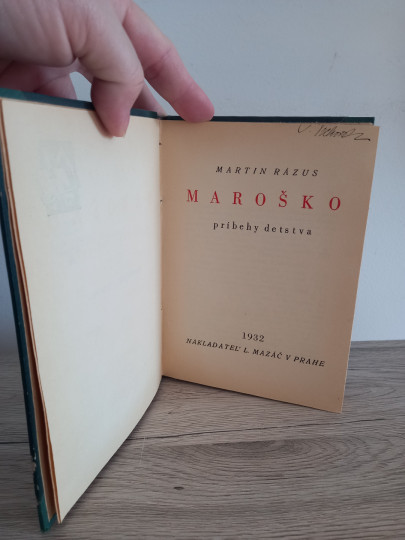 MARTIN RÁZUS
MAROŠKO
príbehy detstva
1932
NAKLADATEĽ L. MAZÁČ V PRAHE